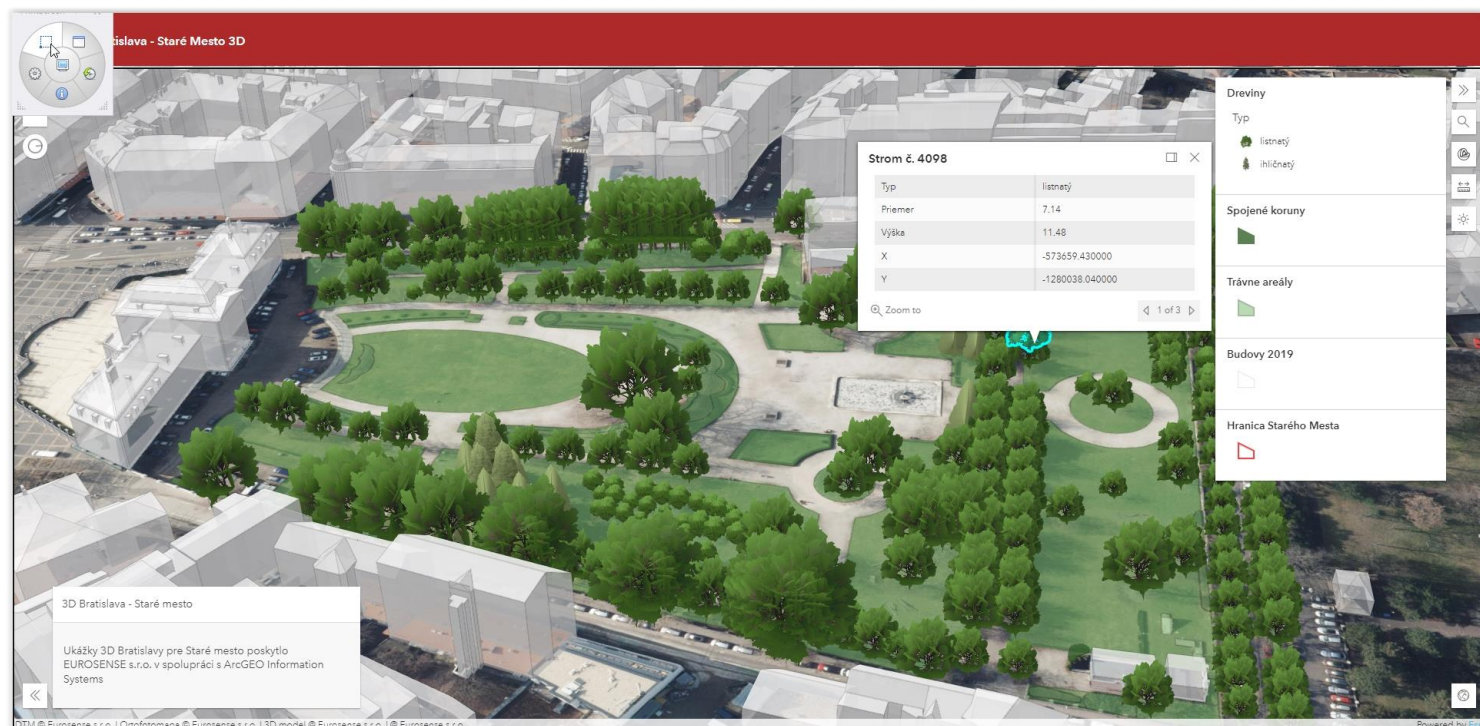 tislava - Staré Mesto 3D
Strom č. 4098
Typ listnatý
Priemer 7,14
Výška 11,48
X -573659.430000
Y -1280038.040000
Zoom to
1 of 3
Dreviny
Typ
listnatý
ihličnatý
Spojené koruny
Trávne areály
Budovy 2019
Hranica Starého Mesta
3D Bratislava - Staré mesto
Ukážky 3D Bratislavy pre Staré mesto poskytlo
EUROSENSE s.r.o. v spolupráci s ArcGEO Information
Systems
DTM © Eurosense s.r.o. | Ortofotomapa © Eurosense s.r.o. | 3D model © Eurosense s.r.o. | © Eurosense s.r.o.
Powered by